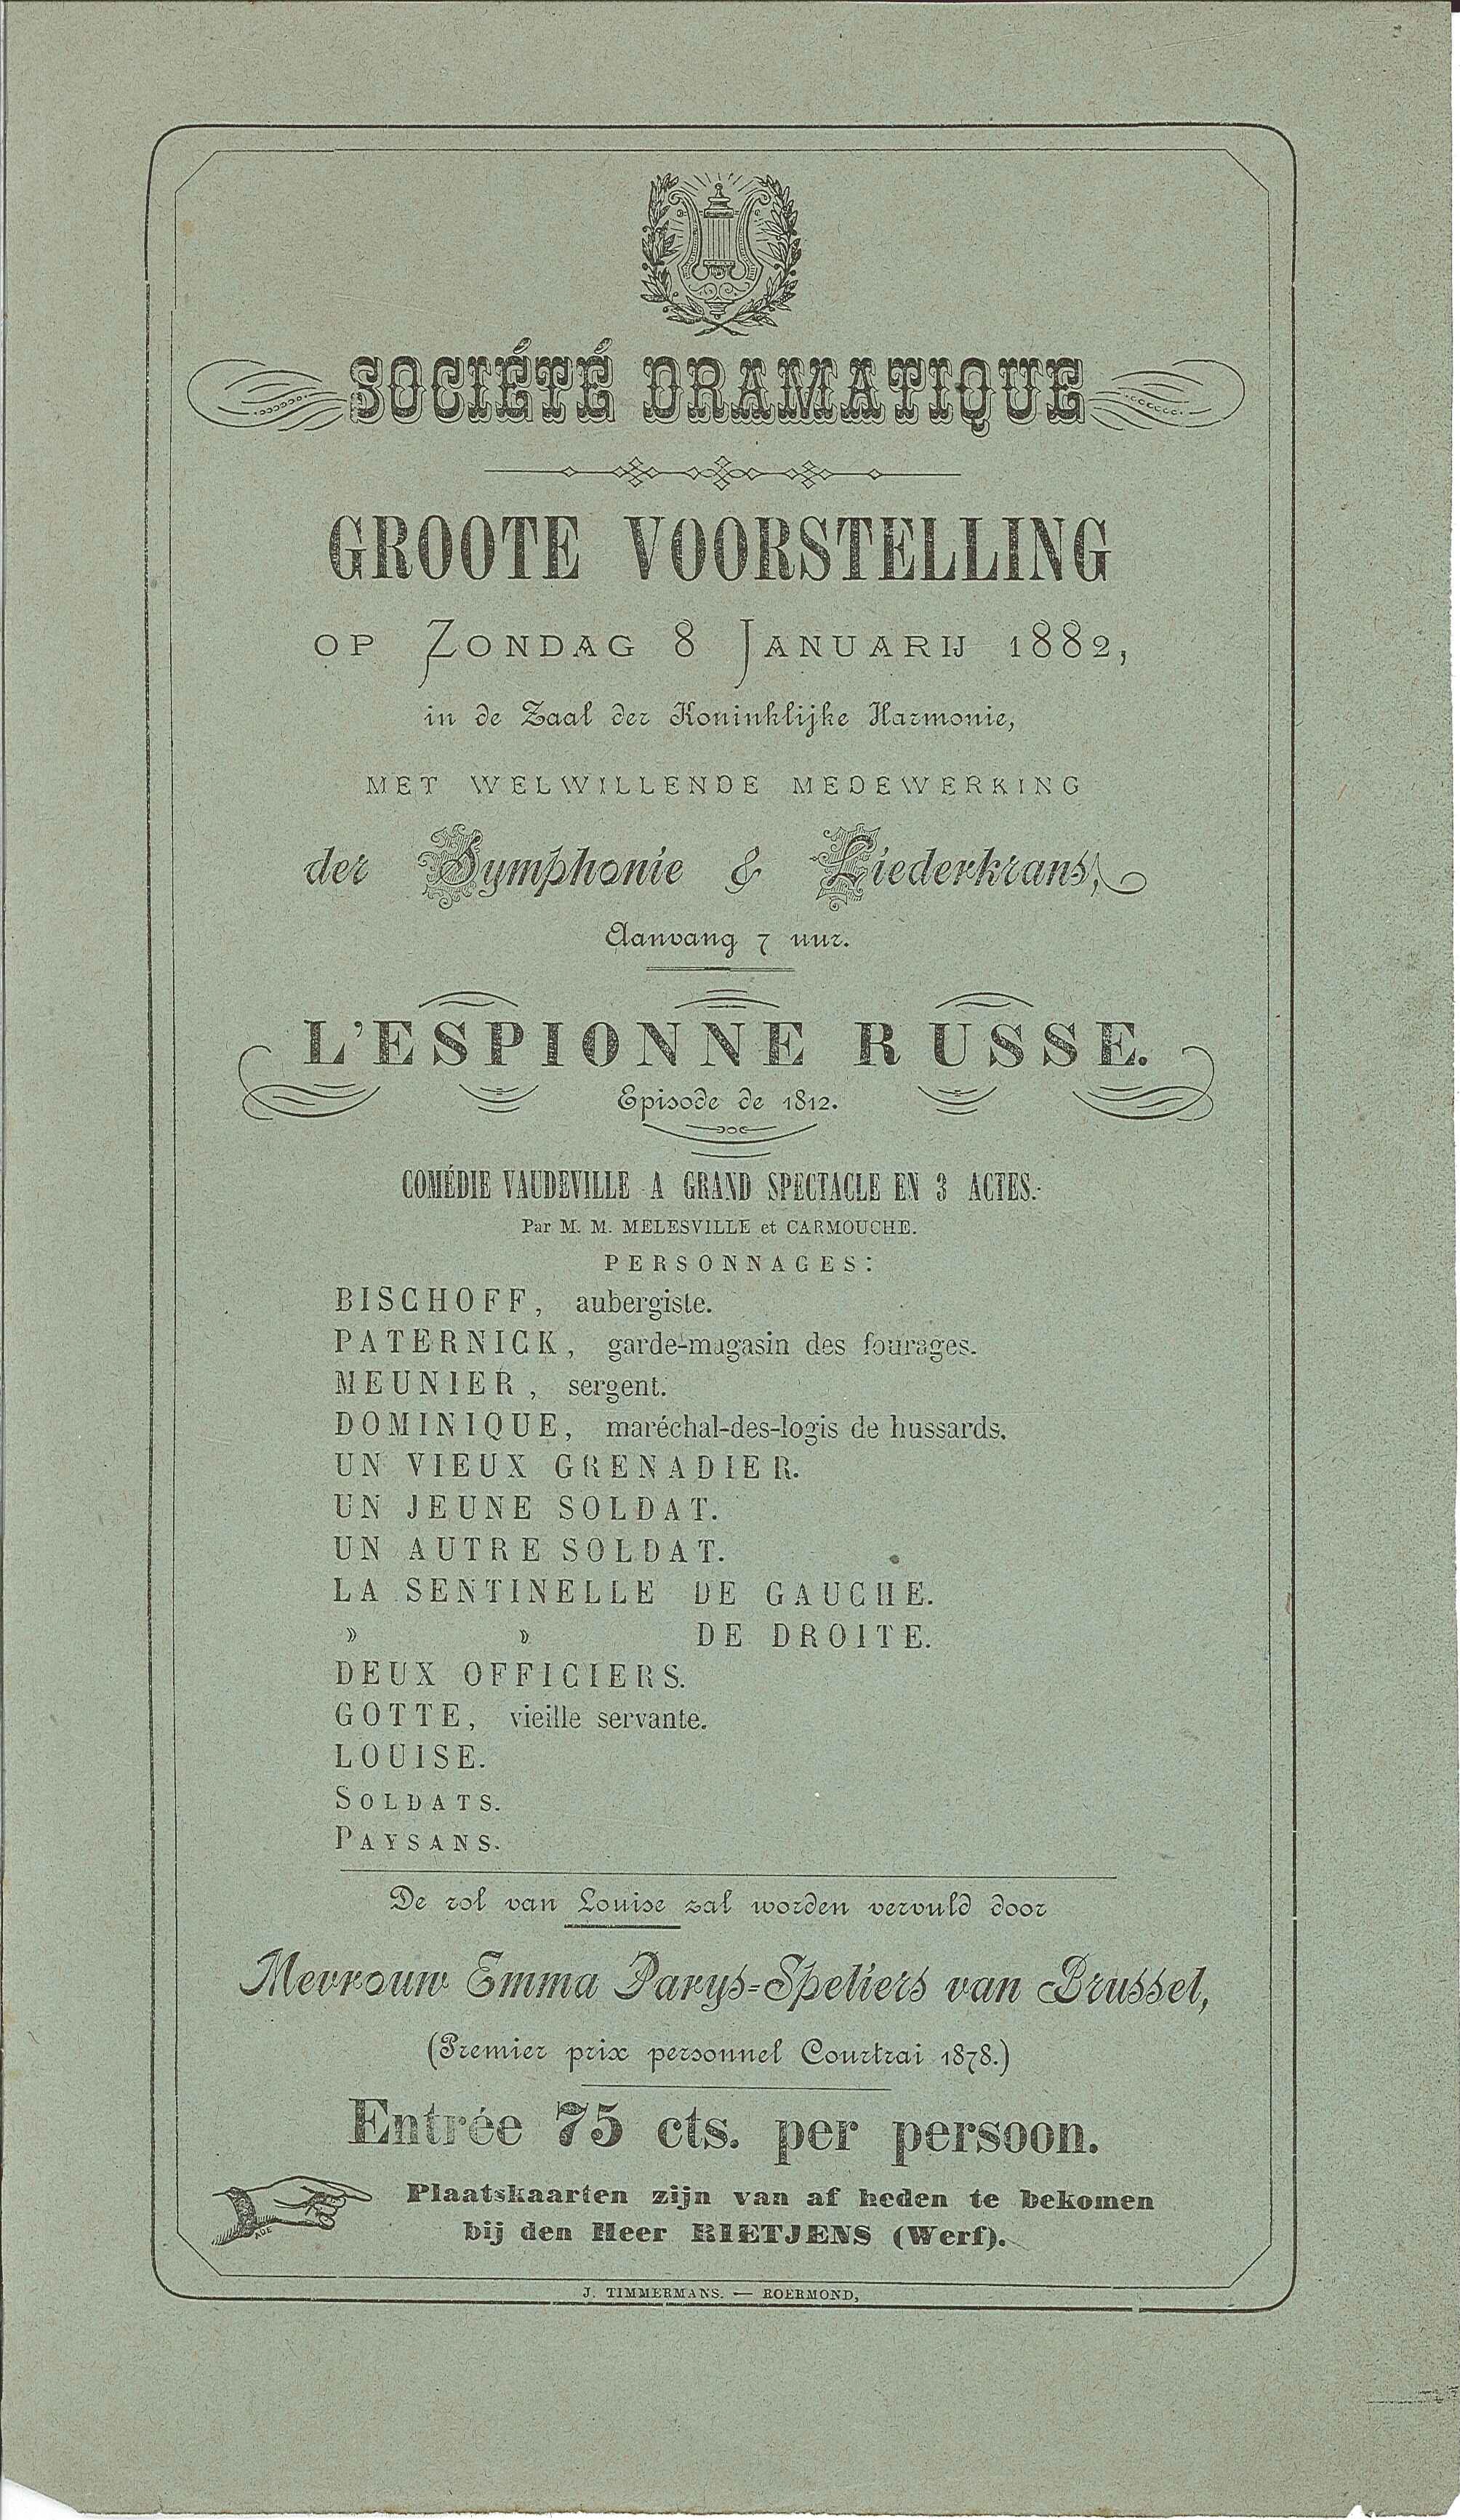 SOCIÉTÉ DRAMATIQUE
GROOTE VOORSTELLING
OP ZONDAG 8 JANUARIJ 1882,
in de Zaal der Koninklijke Harmonie,
MET WELWILLENDE MEDEWERKING
der Symphonie & Liederkrans,
Aanvang 7 uur.
L'ESPIONNE RUSSE.
Episode de 1812.
COMÉDIE VAUDEVILLE A GRAND SPECTACLE EN 3 ACTES.
Par M. M. MELESVILLE et CARMOUCHE.
PERSONNAGES:
BISCHOFF, aubergiste.
PATERNICK, garde-magasin des fourages.
MEUNIER, sergent.
DOMINIQUE, maréchal-des-logis de hussards.
UN VIEUX GRENADIER.
UN JEUNE SOLDAT.
UN AUTRE SOLDAT.
LA SENTINELLE DE GAUCHE.
» » DE DROITE.
DEUX OFFICIERS.
GOTTE, vieille servante.
LOUISE.
SOLDATS.
PAYSANS.
De rol van Louise zal worden vervuld door
Mevrouw Emma Parys=Speliers van Brussel,
(Premier prix personnel Courtrai 1878.)
Entrée 75 cts. per persoon.
Plaatskaarten zijn van af heden te bekomen
bij den Heer RIETJENS (Werf).
J. TIMMERMANS. — ROERMOND,